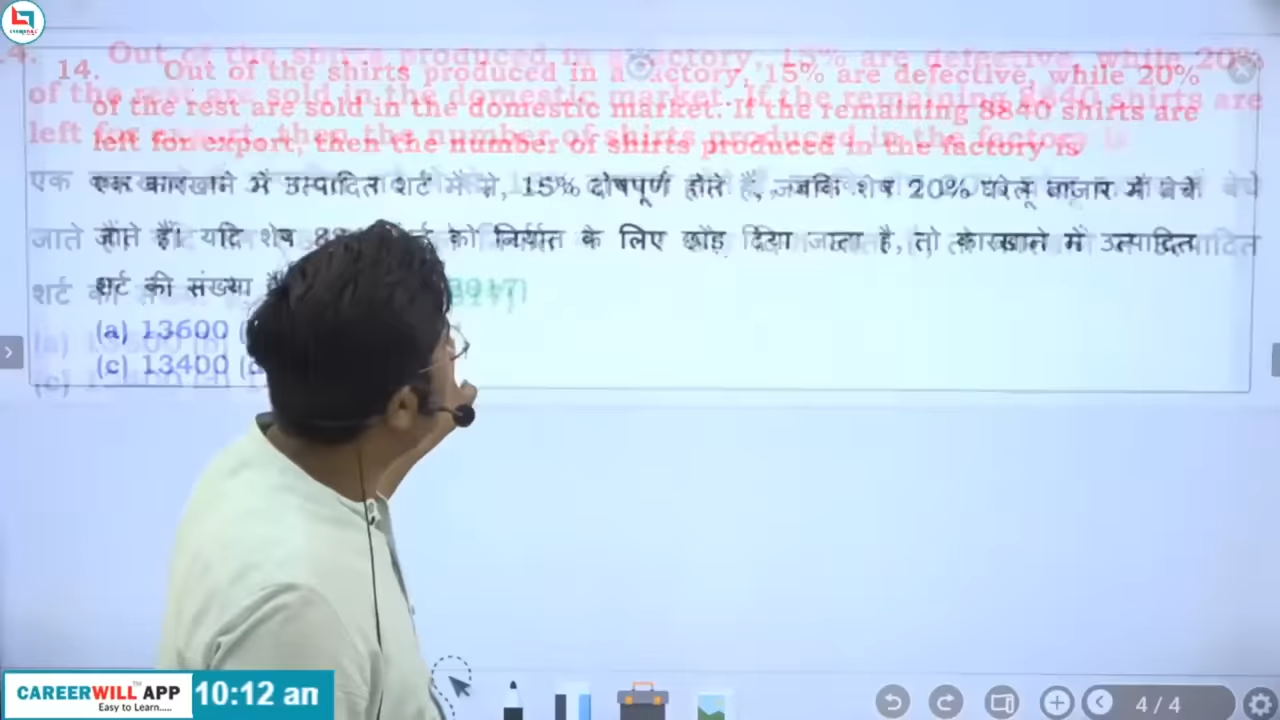 14. Out of the shirts produced in a factory, 15% are defective, while 20%
of the rest are sold in the domestic market. If the remaining 8840 shirts are
left for export, then the number of shirts produced in the factory is
एक कारखाने में उत्पादित शर्ट में से, 15% दोषपूर्ण होते हैं, जबकि शेष 20% घरेलू बाजार में बेचे
जाते हैं। यदि शेष को निर्यात के लिए छोड़ दिया जाता है, तो कारखाने में उत्पादित
शर्ट की संख्या
(a) 13600
(c) 13400
CAREERWILL APP
Easy to Learn.....
10:12 an
4 / 4